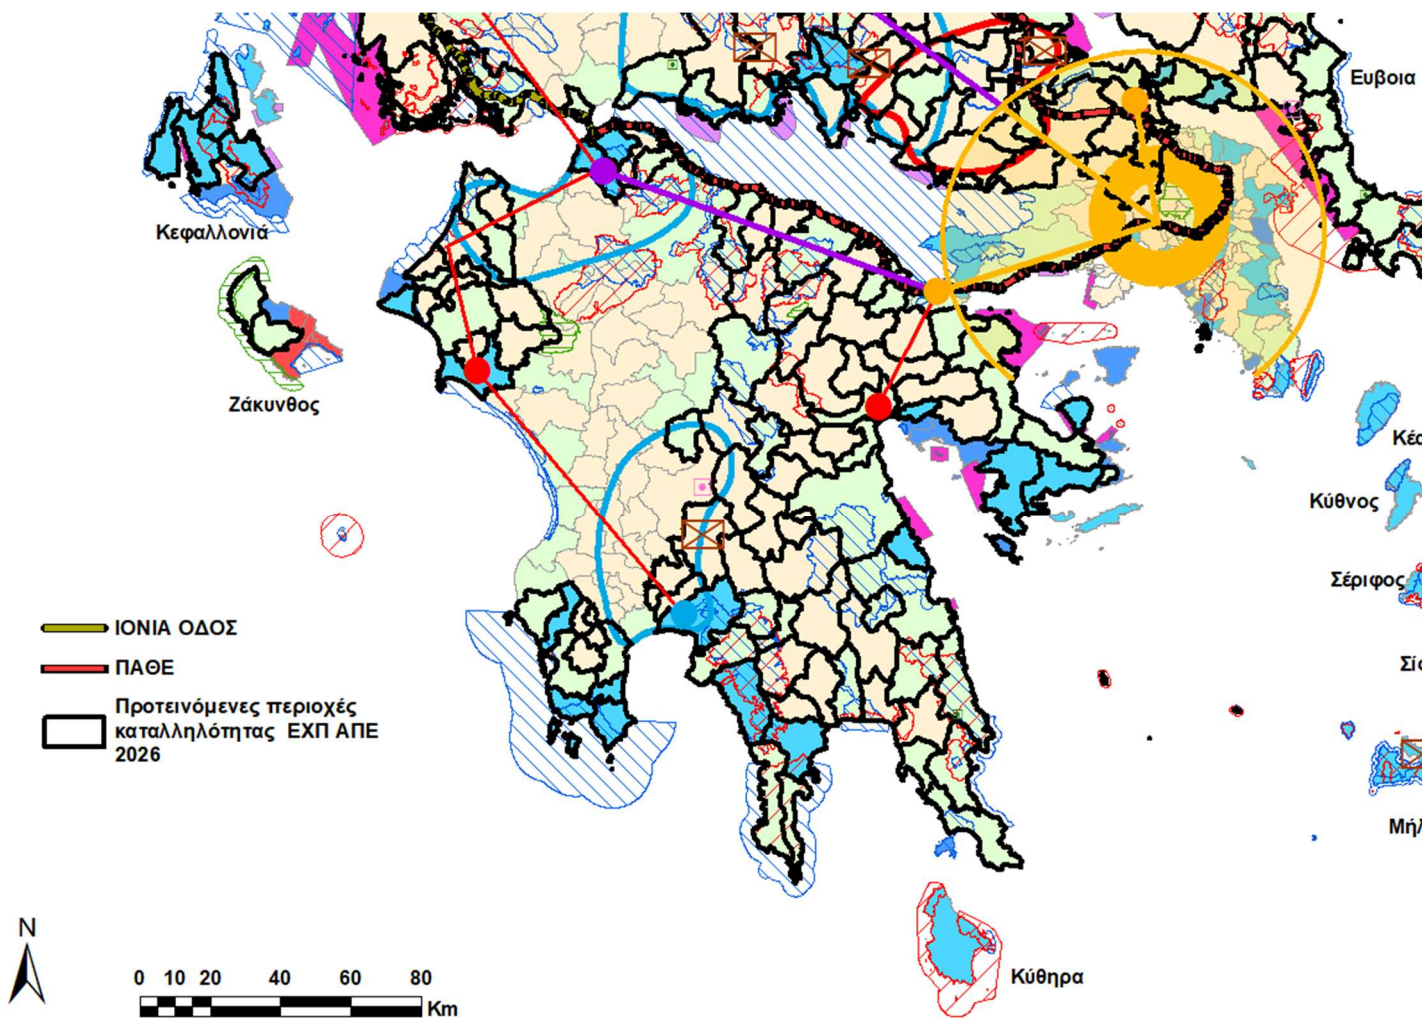 Ευβοια
Κεφαλλονιά
Ζάκυνθος
Κύθνος
Σέριφος
ΙΟΝΙΑ ΟΔΟΣ
ΠΑΘΕ
Προτεινόμενες περιοχές
καταλληλότητας ΕΧΠ ΑΠΕ
2026
Κύθηρα
N
0 10 20 40 60 80
Km